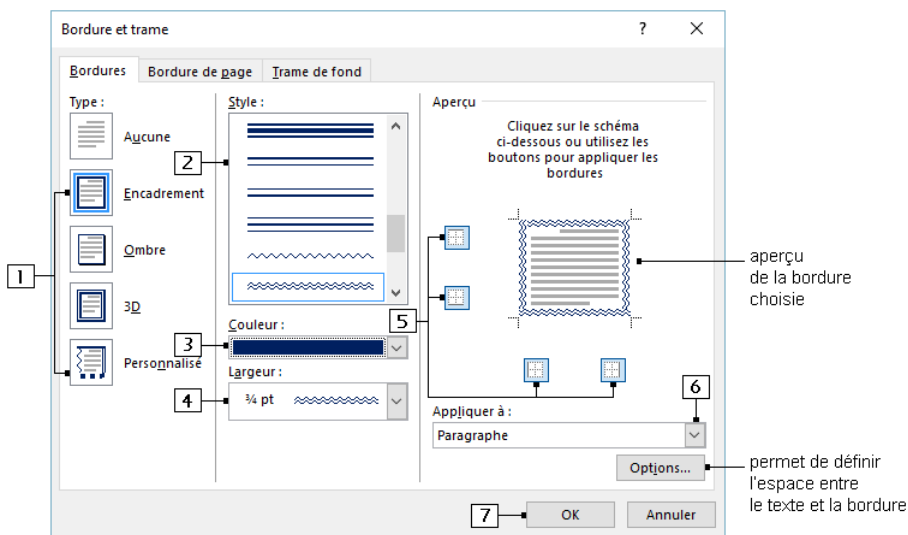 Bordure et trame
?
Bordures
Bordure de page
Trame de fond
Type :
Aucune
Encadrement
Ombre
3D
Personnalisé
1
Style :
2
Couleur :
3
Largeur :
4
¾ pt
Aperçu
Cliquez sur le schéma
ci-dessous ou utilisez les
boutons pour appliquer les
bordures
5
aperçu
de la bordure
choisie
6
Appliquer à :
Paragraphe
Options...
permet de définir
l'espace entre
le texte et la bordure
7
OK
Annuler